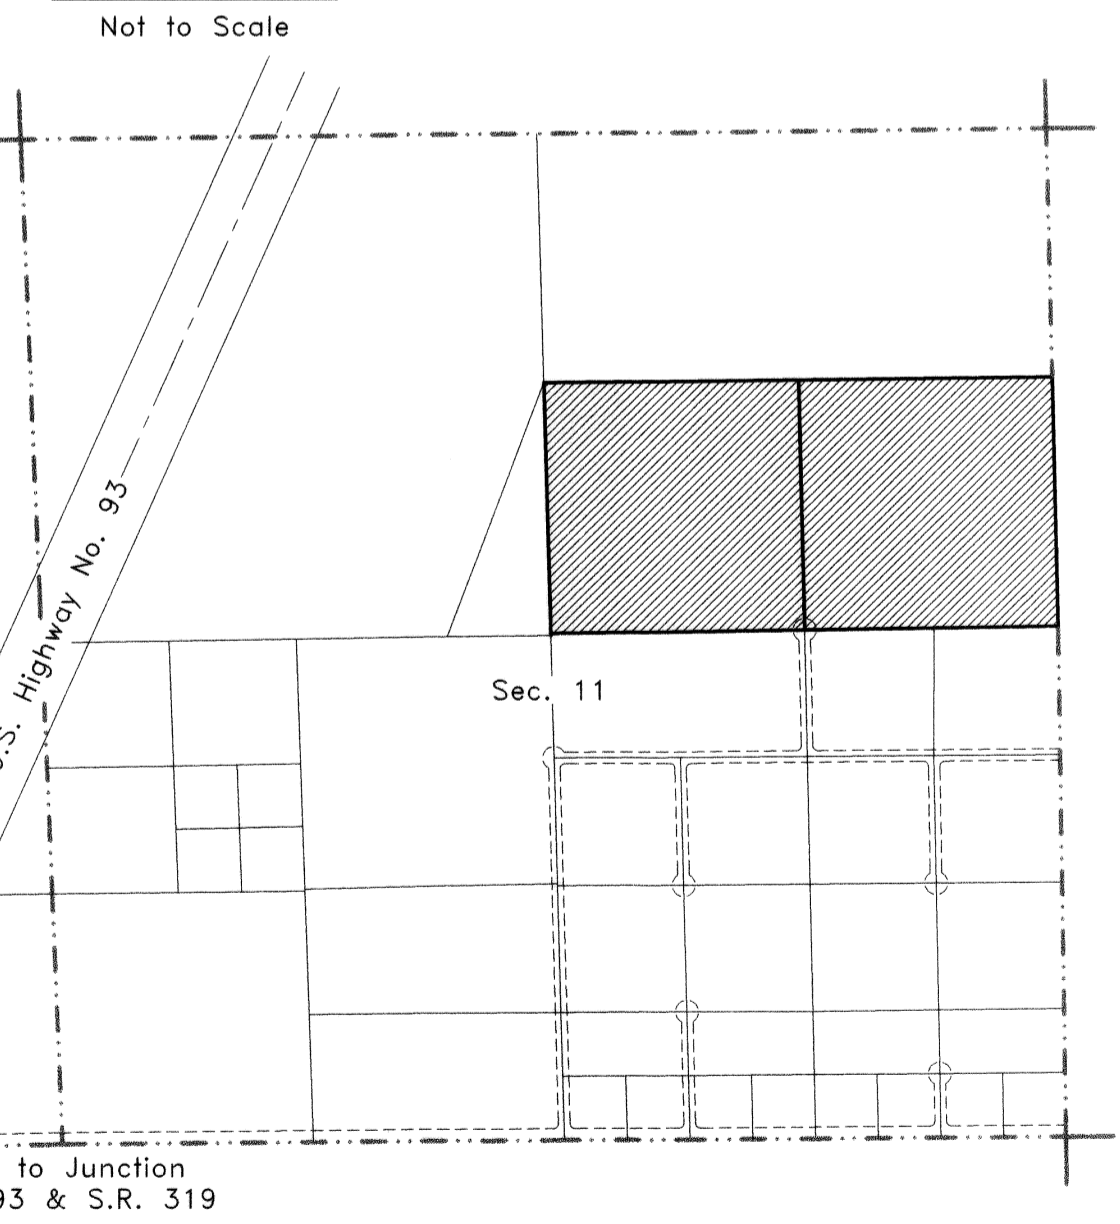 Not to Scale
U.S. Highway No. 93
Sec. 11
to Junction
93 & S.R. 319